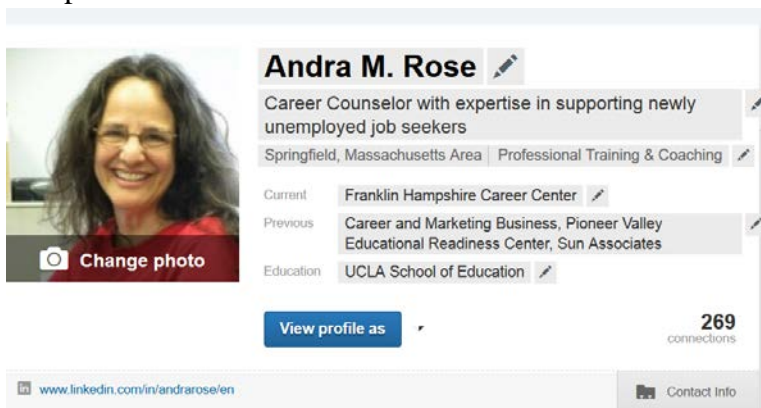 Andra M. Rose
Career Counselor with expertise in supporting newly
unemployed job seekers
Springfield, Massachusetts Area | Professional Training & Coaching
Current Franklin Hampshire Career Center
Previous Career and Marketing Business, Pioneer Valley
Educational Readiness Center, Sun Associates
Education UCLA School of Education
Change photo
View profile as
269
connections
www.linkedin.com/in/andrarose/en
Contact Info